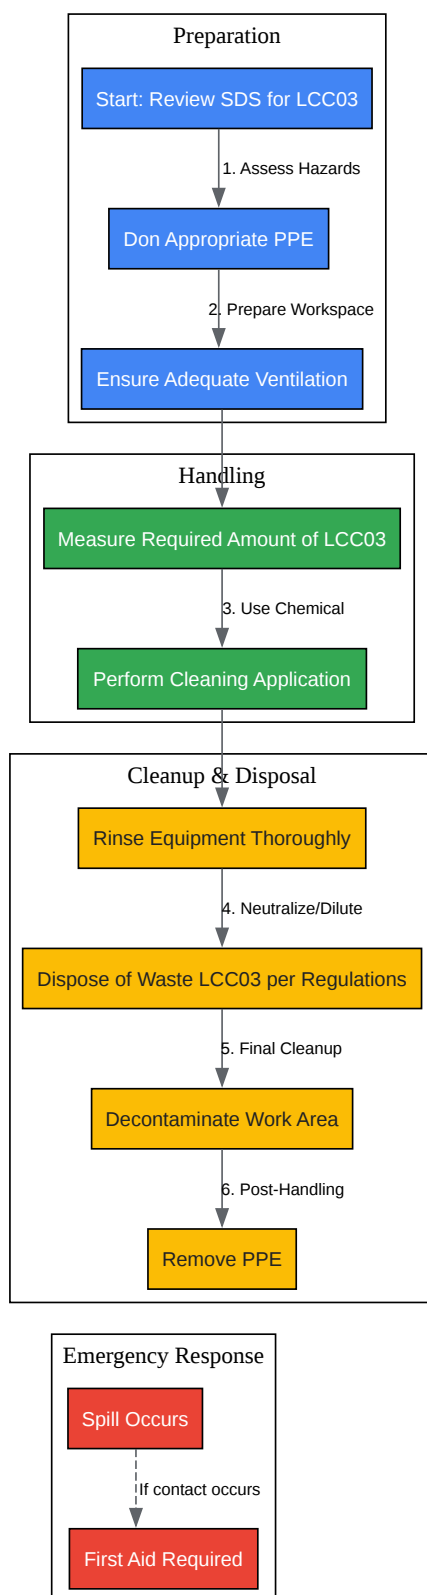 Preparation
Start: Review SDS for LCC03
1. Assess Hazards
Don Appropriate PPE
2. Prepare Workspace
Ensure Adequate Ventilation
Handling
Measure Required Amount of LCC03
3. Use Chemical
Perform Cleaning Application
Cleanup & Disposal
Rinse Equipment Thoroughly
4. Neutralize/Dilute
Dispose of Waste LCC03 per Regulations
5. Final Cleanup
Decontaminate Work Area
6. Post-Handling
Remove PPE
Emergency Response
Spill Occurs
If contact occurs
First Aid Required